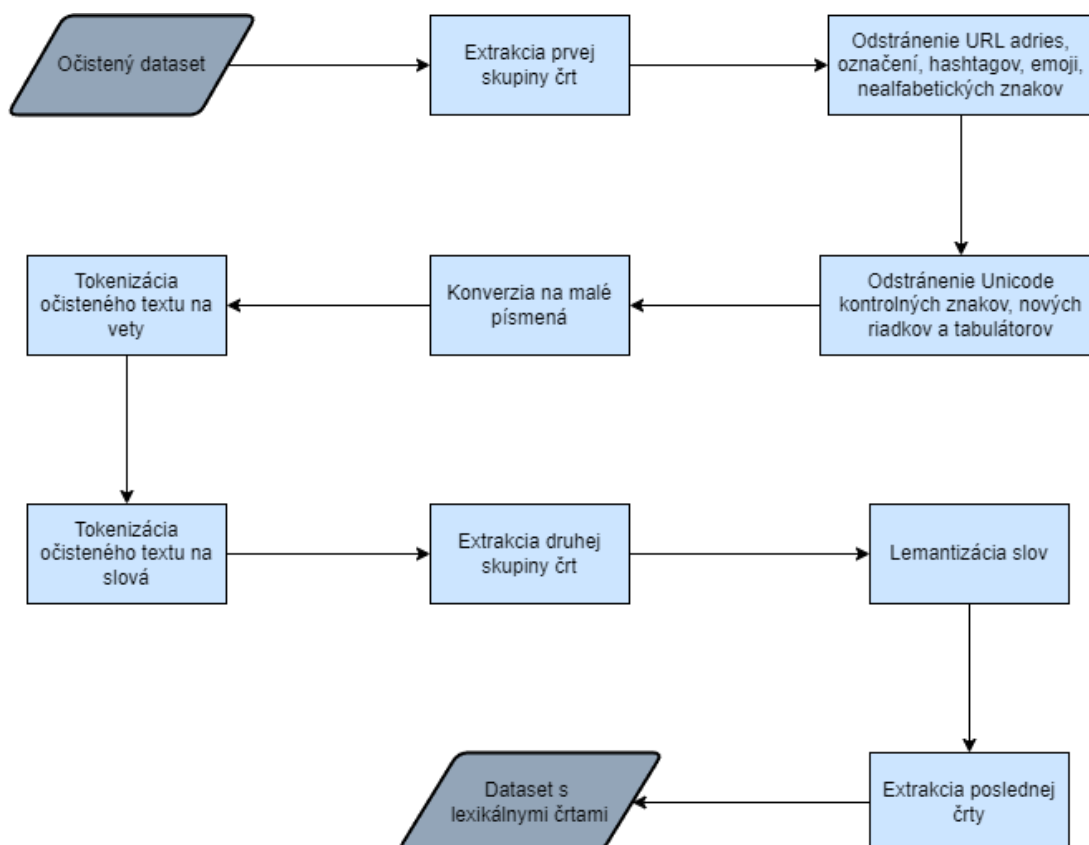 Očistený dataset
Extrakcia prvej
skupiny čŕt
Odstránenie URL adries,
označení, hashtagov, emoji,
nealfabetických znakov
Odstránenie Unicode
kontrolných znakov, nových
riadkov a tabulátorov
Konverzia na malé
písmená
Tokenizácia
očisteného textu na
vety
Tokenizácia
očisteného textu na
slová
Extrakcia druhej
skupiny čŕt
Lemantizácia slov
Extrakcia poslednej
črty
Dataset s
lexikálnymi črtami